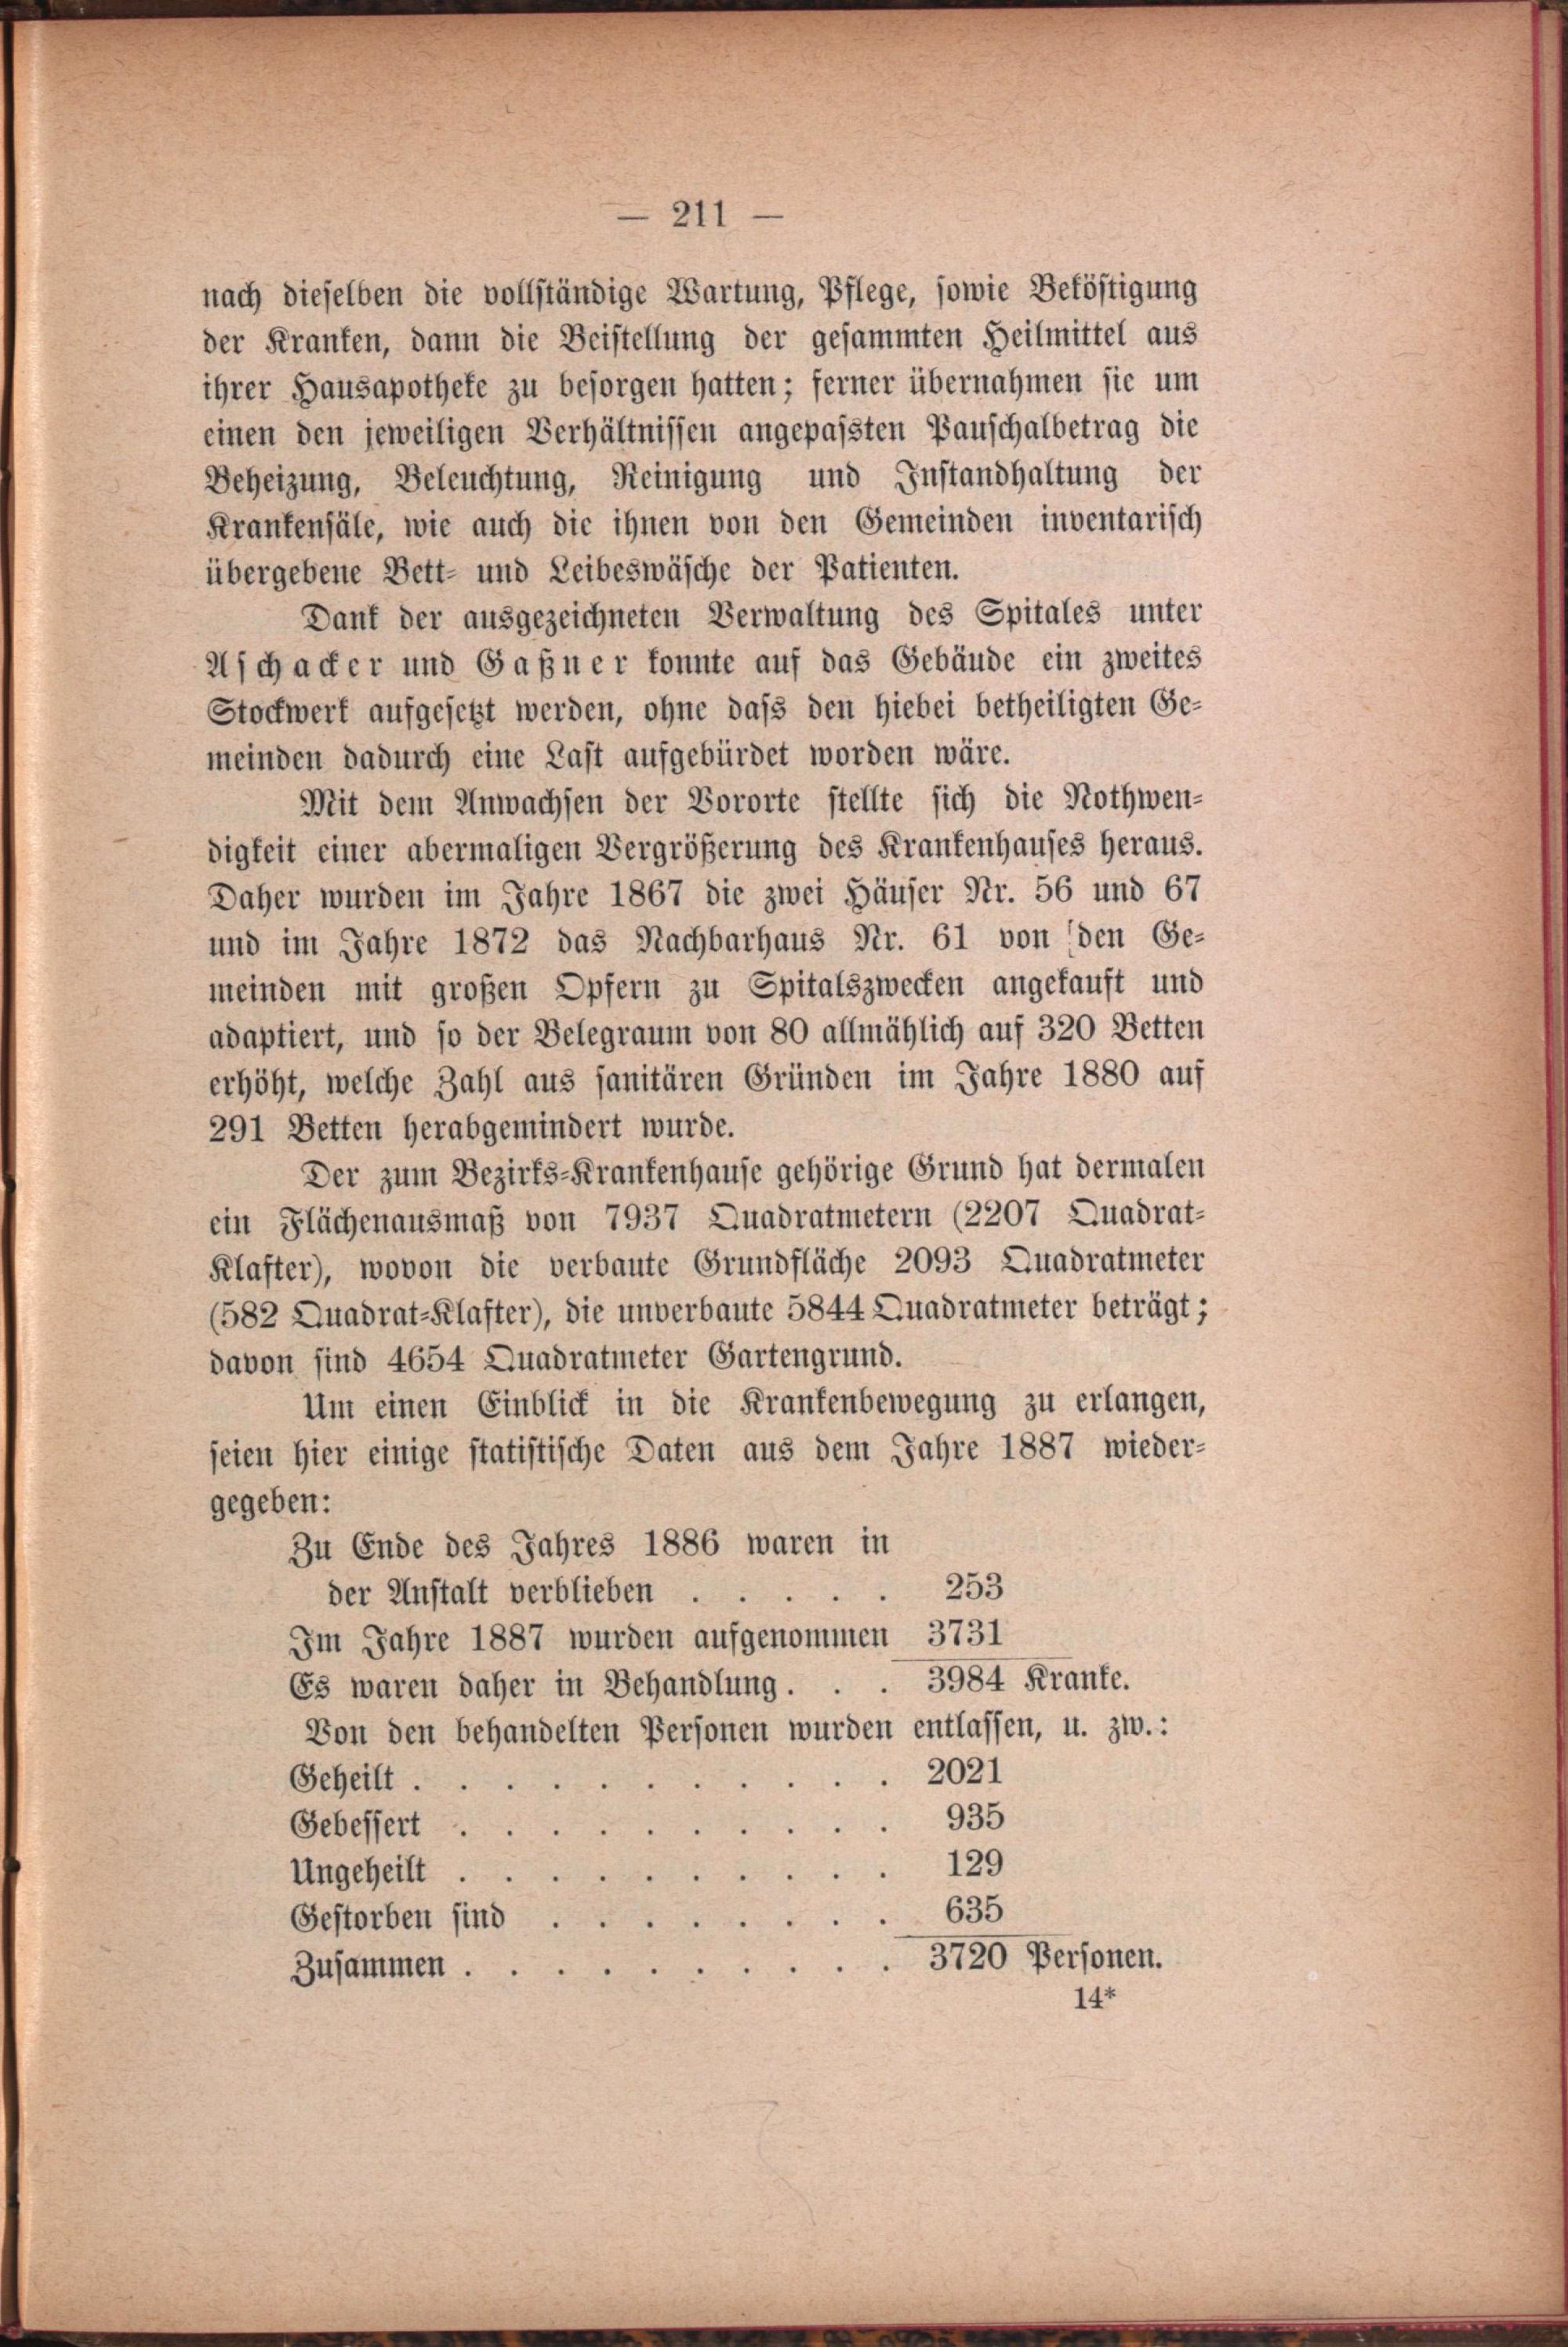 — 211 —
nach dieselben die vollständige Wartung, Pflege, sowie Beköstigung
der Kranken, dann die Beistellung der gesammten Heilmittel aus
ihrer Hausapotheke zu besorgen hatten; ferner übernahmen sie um
einen den jeweiligen Verhältnissen angepassten Pauschalbetrag die
Beheizung, Beleuchtung, Reinigung und Instandhaltung der
Krankensäle, wie auch die ihnen von den Gemeinden inventarisch
übergebene Bett- und Leibeswäsche der Patienten.
Dank der ausgezeichneten Verwaltung des Spitales unter
Aschacker und Gaßner konnte auf das Gebäude ein zweites
Stockwerk aufgesetzt werden, ohne dass den hiebei betheiligten Ge-
meinden dadurch eine Last aufgebürdet worden wäre.
Mit dem Anwachsen der Vororte stellte sich die Nothwen-
digkeit einer abermaligen Vergrößerung des Krankenhauses heraus.
Daher wurden im Jahre 1867 die zwei Häuser Nr. 56 und 67
und im Jahre 1872 das Nachbarhaus Nr. 61 von den Ge-
meinden mit großen Opfern zu Spitalszwecken angekauft und
adaptiert, und so der Belegraum von 80 allmählich auf 320 Betten
erhöht, welche Zahl aus sanitären Gründen im Jahre 1880 auf
291 Betten herabgemindert wurde.
Der zum Bezirks-Krankenhause gehörige Grund hat dermalen
ein Flächenausmaß von 7937 Quadratmetern (2207 Quadrat-
Klafter), wovon die verbaute Grundfläche 2093 Quadratmeter
(582 Quadrat-Klafter), die unverbaute 5844 Quadratmeter beträgt;
davon sind 4654 Quadratmeter Gartengrund.
Um einen Einblick in die Krankenbewegung zu erlangen,
seien hier einige statistische Daten aus dem Jahre 1887 wieder-
gegeben:
Zu Ende des Jahres 1886 waren in
der Anstalt verblieben . . . . . 253
Im Jahre 1887 wurden aufgenommen 3731
Es waren daher in Behandlung . . . 3984 Kranke.
Von den behandelten Personen wurden entlassen, u. zw.:
Geheilt . . . . . . . . . . . 2021
Gebessert . . . . . . . . . . 935
Ungeheilt . . . . . . . . . . 129
Gestorben sind . . . . . . . . 635
Zusammen . . . . . . . . . . 3720 Personen.
14*